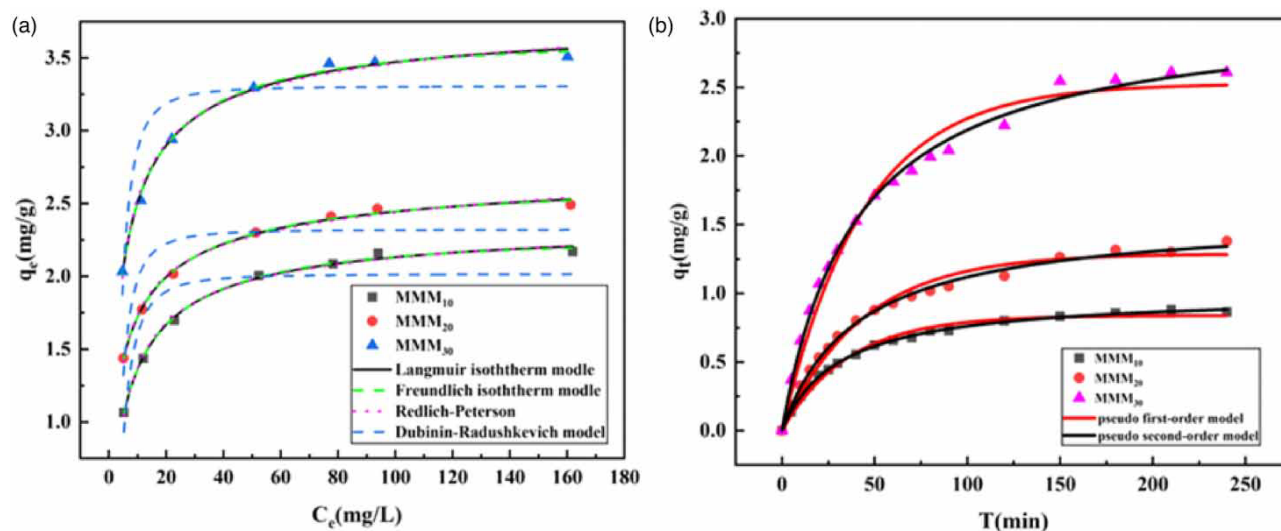 (a)
q_e(mg/g)
3.5
3.0
2.5
2.0
1.5
1.0
MMM₁₀
MMM₂₀
MMM₃₀
Langmuir isoththerm modle
Freundlich isoththerm modle
Redlich-Peterson
Dubinin-Radushkevich model
0 20 40 60 80 100 120 140 160 180
C_e(mg/L)
(b)
q_t(mg/g)
3.0
2.5
2.0
1.5
1.0
0.5
0.0
MMM₁₀
MMM₂₀
MMM₃₀
pseudo first-order model
pseudo second-order model
0 50 100 150 200 250
T(min)